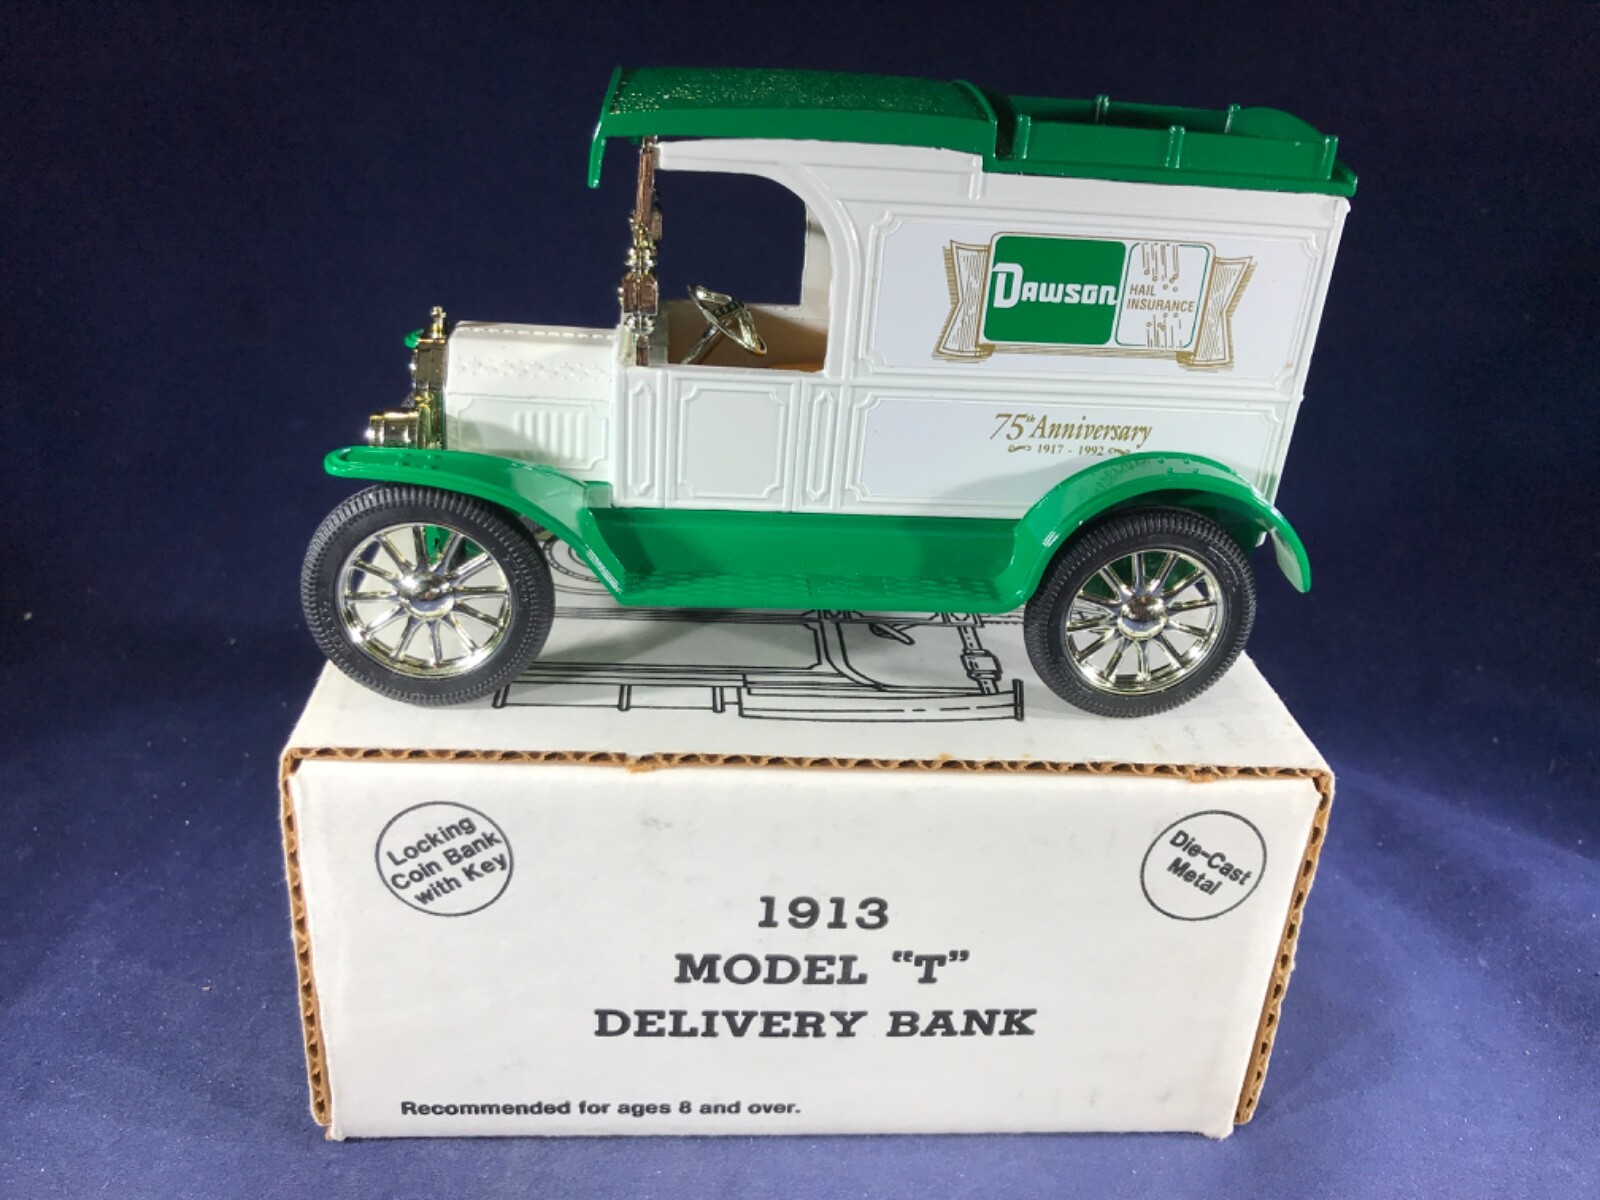 DAWSON
HAIL
INSURANCE
75th Anniversary
1917 - 1992
Locking
Coin Bank
with Key
Die-Cast
Metal
1913
MODEL “T”
DELIVERY BANK
Recommended for ages 8 and over.